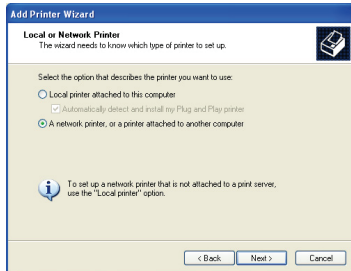 Add Printer Wizard
Local or Network Printer
The wizard needs to know which type of printer to set up.
Select the option that describes the printer you want to use:
Local printer attached to this computer
Automatically detect and install my Plug and Play printer
A network printer, or a printer attached to another computer
To set up a network printer that is not attached to a print server,
use the "Local printer" option.
< Back Next > Cancel